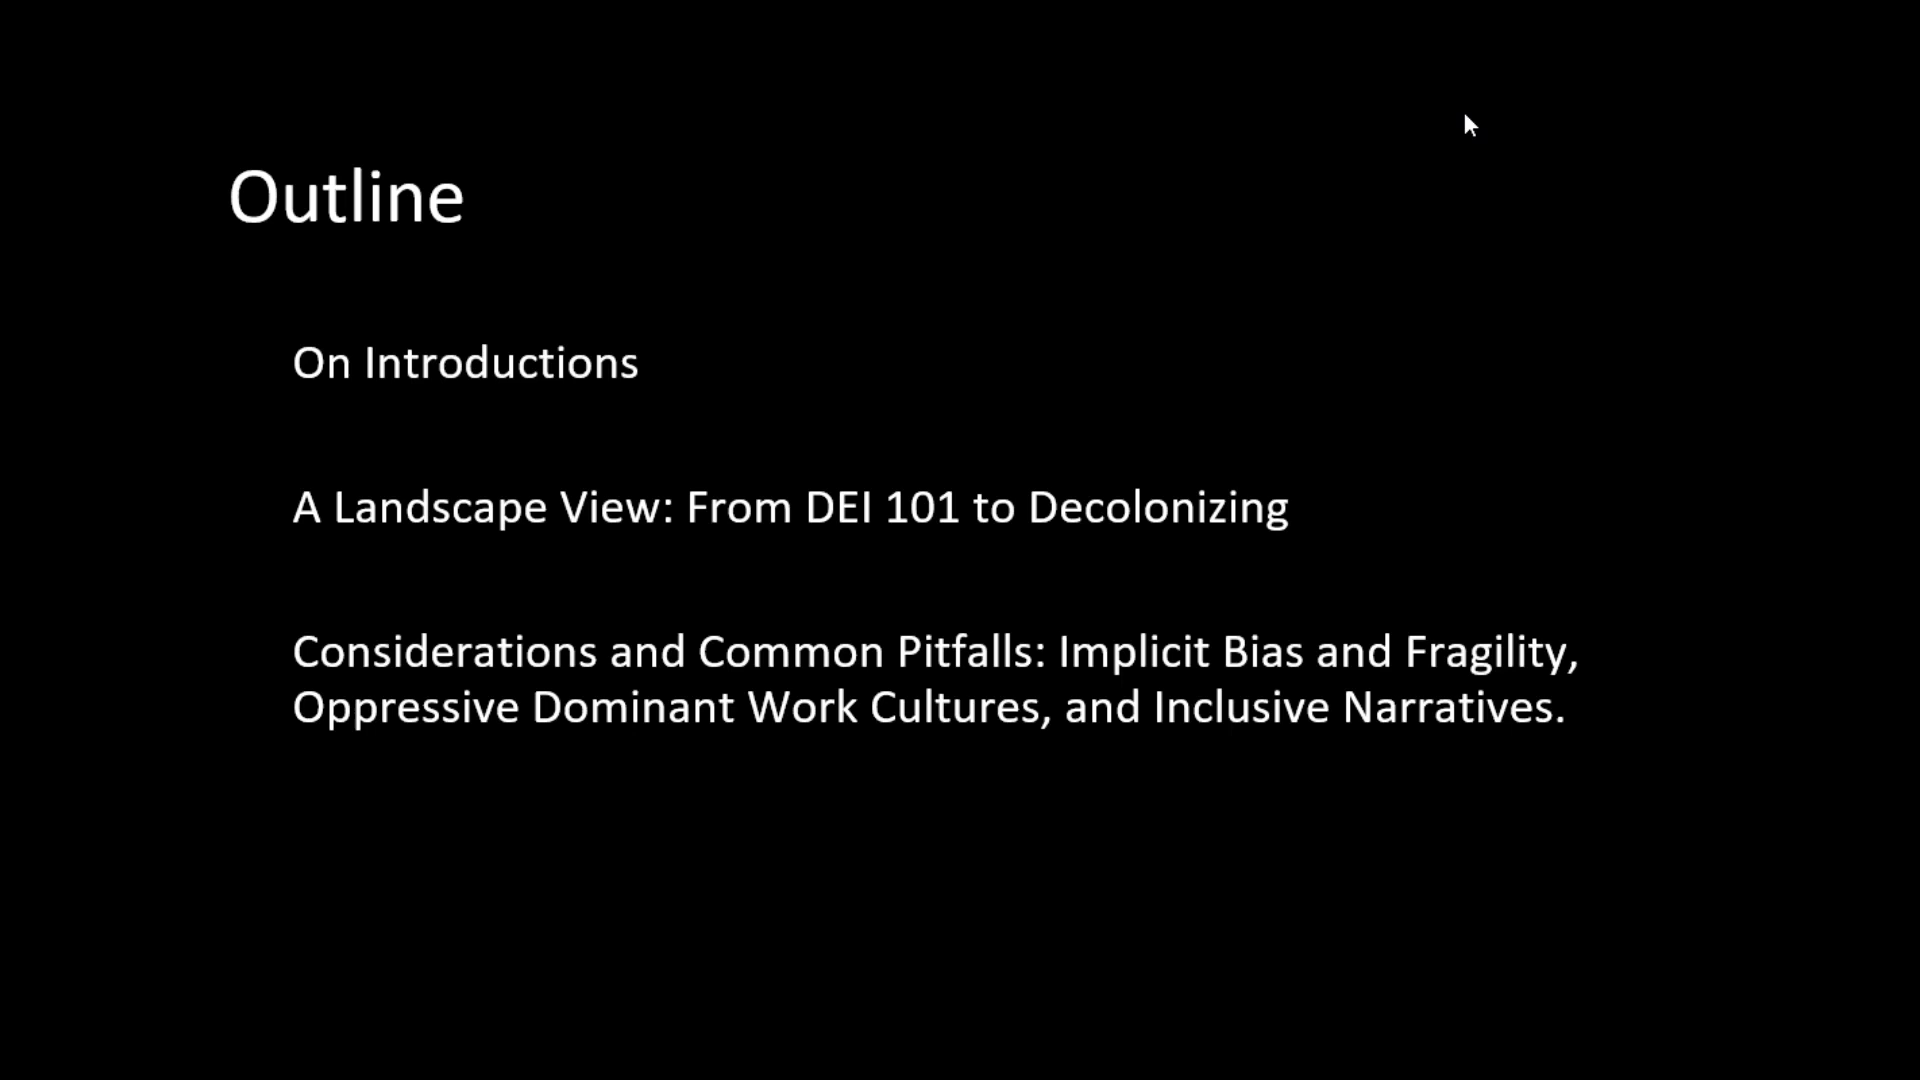 Outline
On Introductions
A Landscape View: From DEI 101 to Decolonizing
Considerations and Common Pitfalls: Implicit Bias and Fragility,
Oppressive Dominant Work Cultures, and Inclusive Narratives.